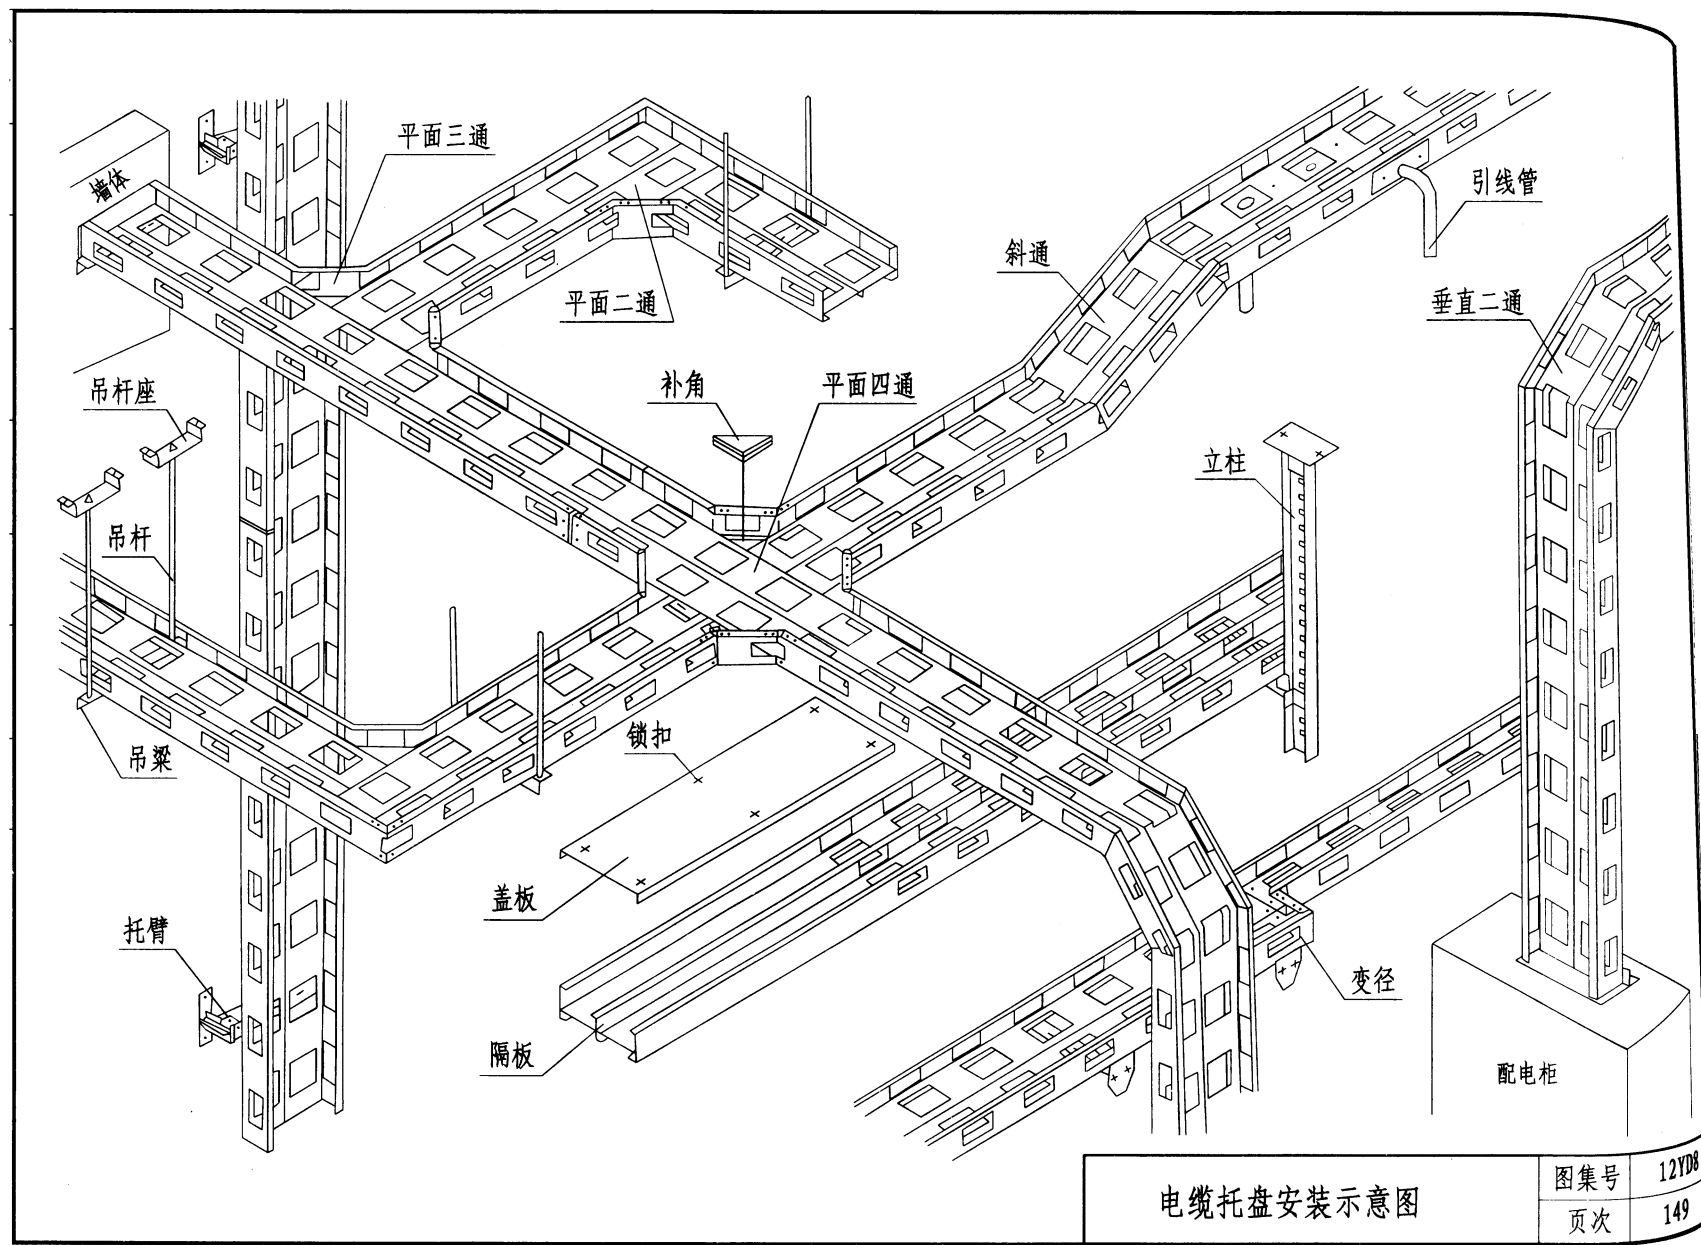 平面三通
墙体
引线管
斜通
平面二通
垂直二通
吊杆座
补角
平面四通
立柱
吊杆
锁扣
吊梁
盖板
托臂
变径
隔板
配电柜
电缆托盘安装示意图
图集号 12YD8
页次 149